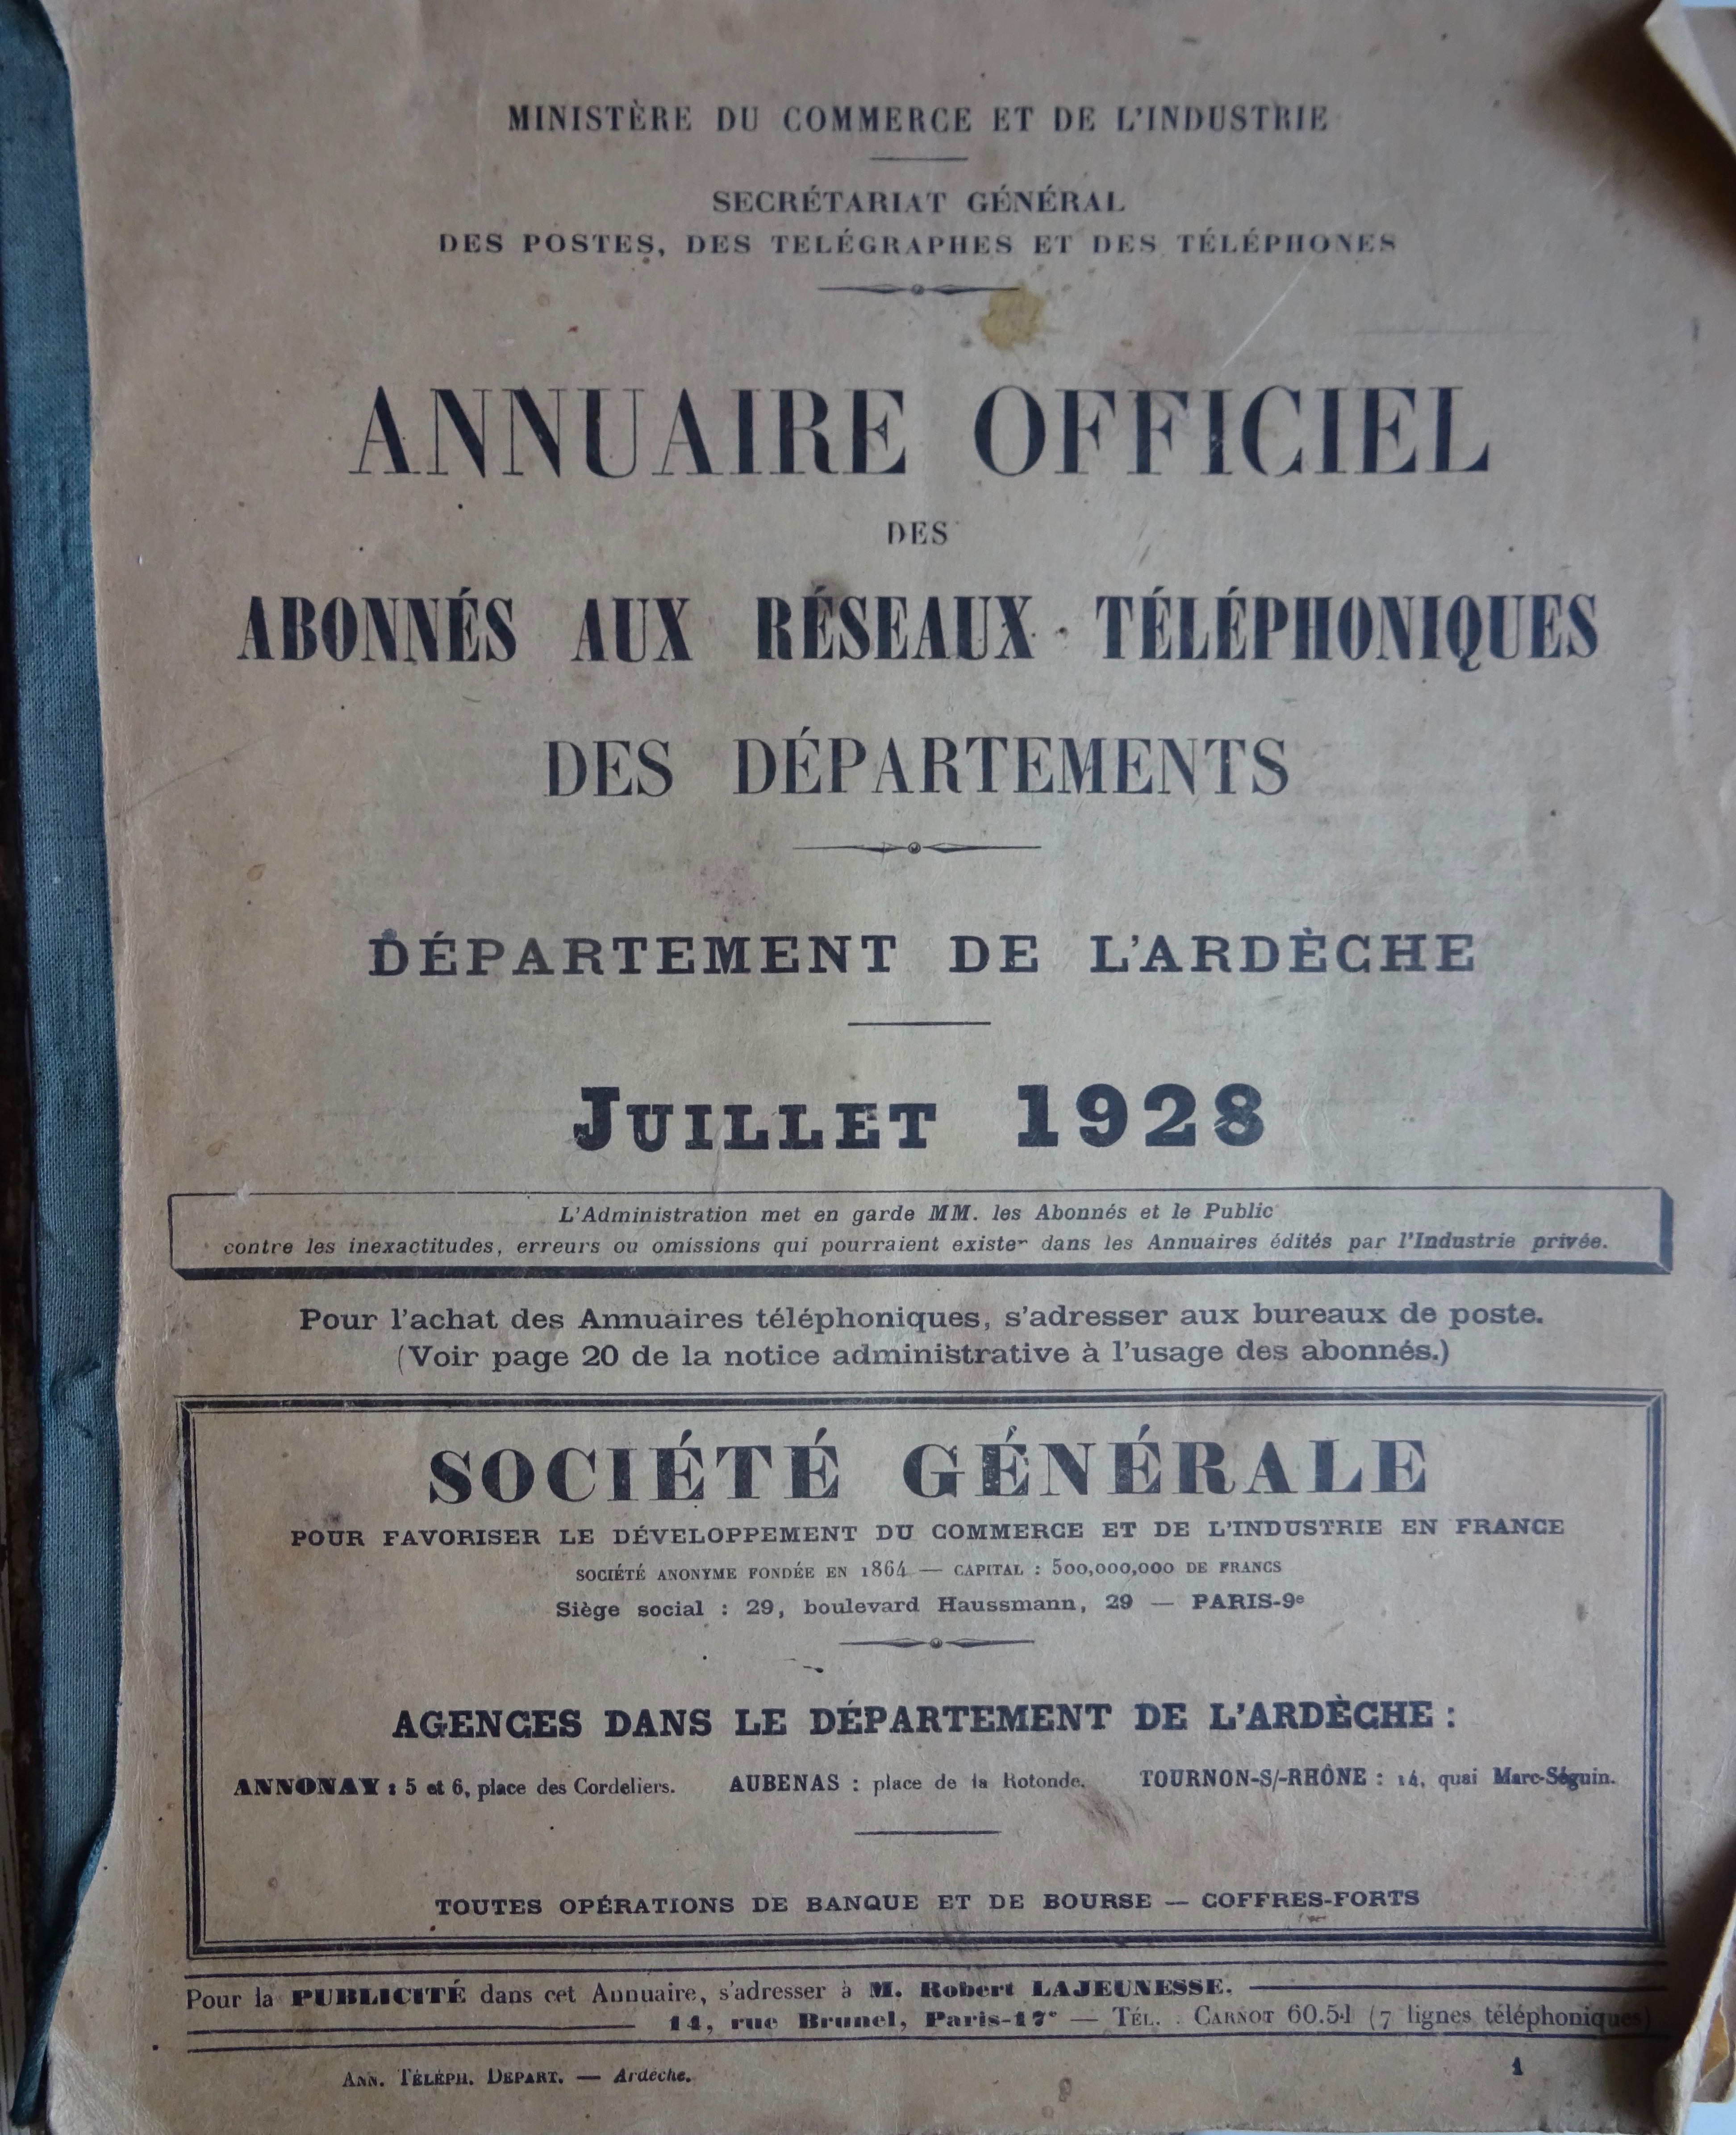 MINISTÈRE DU COMMERCE ET DE L'INDUSTRIE
SECRÉTARIAT GÉNÉRAL
DES POSTES, DES TELÉGRAPHES ET DES TÉLÉPHONES
ANNUAIRE OFFICIEL
DES
ABONNÉS AUX RÉSEAUX TÉLÉPHONIQUES
DES DÉPARTEMENTS
DÉPARTEMENT DE L'ARDÈCHE
JUILLET 1928
L'Administration met en garde MM. les Abonnés et le Public
contre les inexactitudes, erreurs ou omissions qui pourraient exister dans les Annuaires édités par l'Industrie privée.
Pour l'achat des Annuaires téléphoniques, s'adresser aux bureaux de poste.
(Voir page 20 de la notice administrative à l'usage des abonnés.)
SOCIÉTÉ GÉNÉRALE
POUR FAVORISER LE DÉVELOPPEMENT DU COMMERCE ET DE L'INDUSTRIE EN FRANCE
SOCIÉTÉ ANONYME FONDÉE EN 1864 — CAPITAL : 500,000,000 DE FRANCS
Siège social : 29, boulevard Haussmann, 29 — PARIS-9e
AGENCES DANS LE DÉPARTEMENT DE L'ARDÈCHE :
ANNONAY : 5 et 6, place des Cordeliers. AUBENAS : place de la Rotonde. TOURNON-S/-RHÔNE : 14, quai Marc-Séguin.
TOUTES OPÉRATIONS DE BANQUE ET DE BOURSE — COFFRES-FORTS
Pour la PUBLICITÉ dans cet Annuaire, s'adresser à M. Robert LAJEUNESSE,
14, rue Brunel, Paris-17e — TÉL. : CARNOT 60.51 (7 lignes téléphoniques)
ANN. TÉLÉPH. DEPART. — Ardèche. 1